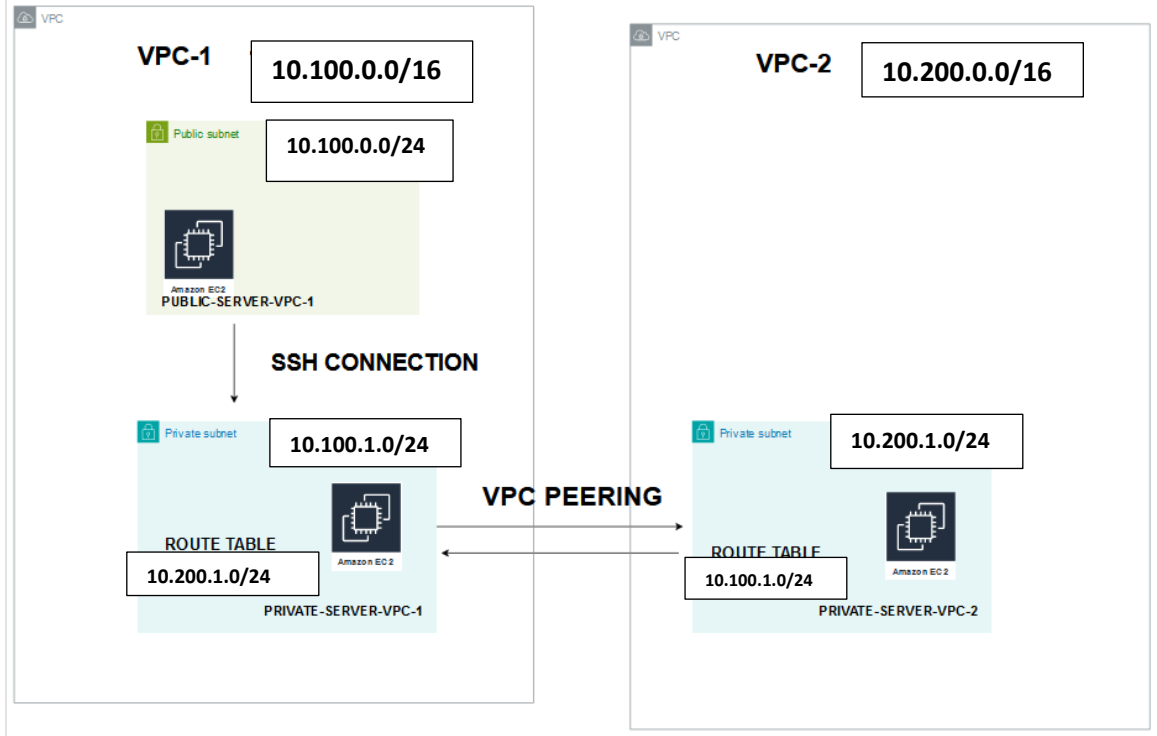 VPC
VPC-1
10.100.0.0/16
Public subnet
10.100.0.0/24
Amazon EC2
PUBLIC-SERVER-VPC-1
SSH CONNECTION
Private subnet
10.100.1.0/24
ROUTE TABLE
10.200.1.0/24
Amazon EC2
PRIVATE-SERVER-VPC-1
VPC PEERING
VPC
VPC-2
10.200.0.0/16
Private subnet
10.200.1.0/24
ROUTE TABLE
10.100.1.0/24
Amazon EC2
PRIVATE-SERVER-VPC-2